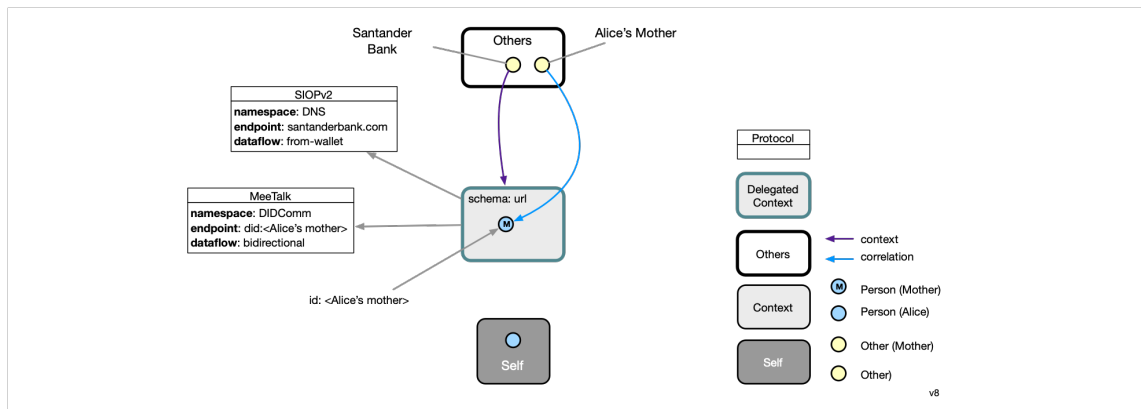 Santander
Bank
Others
Alice's Mother
SIOPv2
namespace: DNS
endpoint: santanderbank.com
dataflow: from-wallet
MeeTalk
namespace: DIDComm
endpoint: did:<Alice's mother>
dataflow: bidirectional
schema: url
M
id: <Alice's mother>
Self
Protocol
Delegated
Context
Others
context
correlation
Context
M Person (Mother)
Person (Alice)
Self
Other (Mother)
Other)
v8